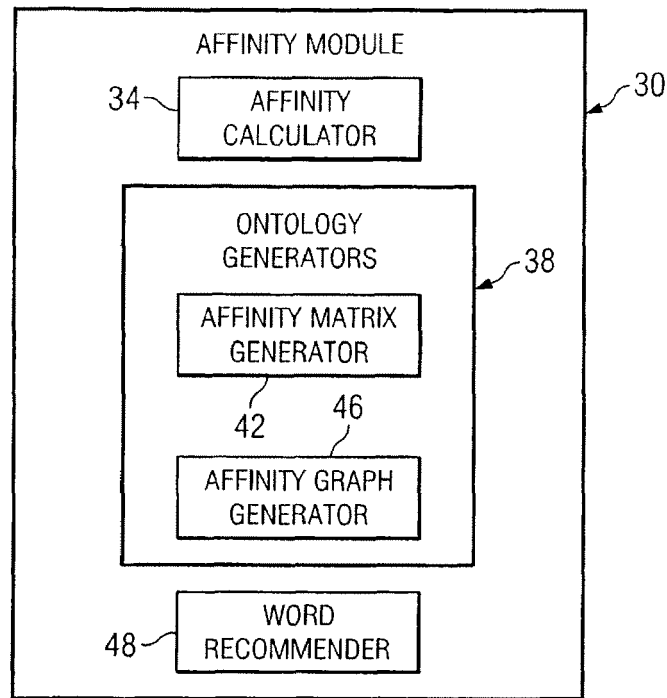 AFFINITY MODULE
34
AFFINITY
CALCULATOR
30
ONTOLOGY
GENERATORS
38
AFFINITY MATRIX
GENERATOR
42
46
AFFINITY GRAPH
GENERATOR
48
WORD
RECOMMENDER